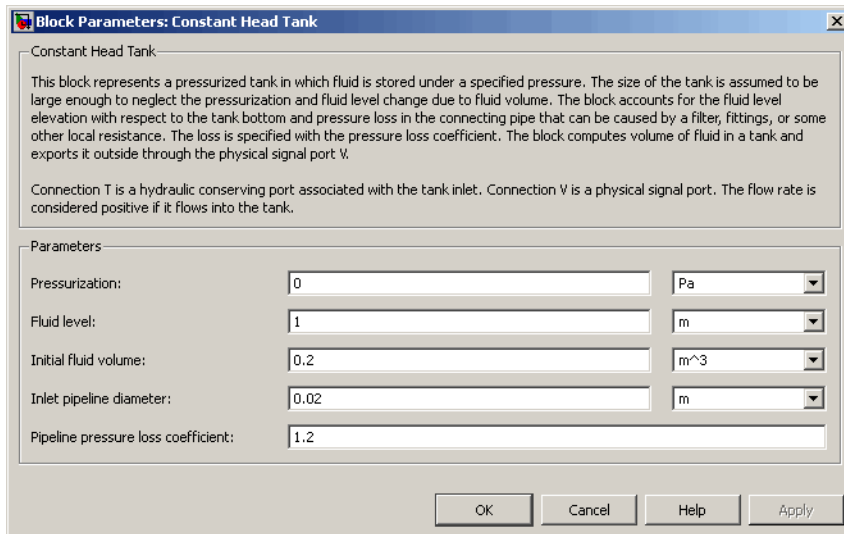 Block Parameters: Constant Head Tank
Constant Head Tank
This block represents a pressurized tank in which fluid is stored under a specified pressure. The size of the tank is assumed to be
large enough to neglect the pressurization and fluid level change due to fluid volume. The block accounts for the fluid level
elevation with respect to the tank bottom and pressure loss in the connecting pipe that can be caused by a filter, fittings, or some
other local resistance. The loss is specified with the pressure loss coefficient. The block computes volume of fluid in a tank and
exports it outside through the physical signal port V.
Connection T is a hydraulic conserving port associated with the tank inlet. Connection V is a physical signal port. The flow rate is
considered positive if it flows into the tank.
Parameters
Pressurization: 0 Pa
Fluid level: 1 m
Initial fluid volume: 0.2 m^3
Inlet pipeline diameter: 0.02 m
Pipeline pressure loss coefficient: 1.2
OK Cancel Help Apply